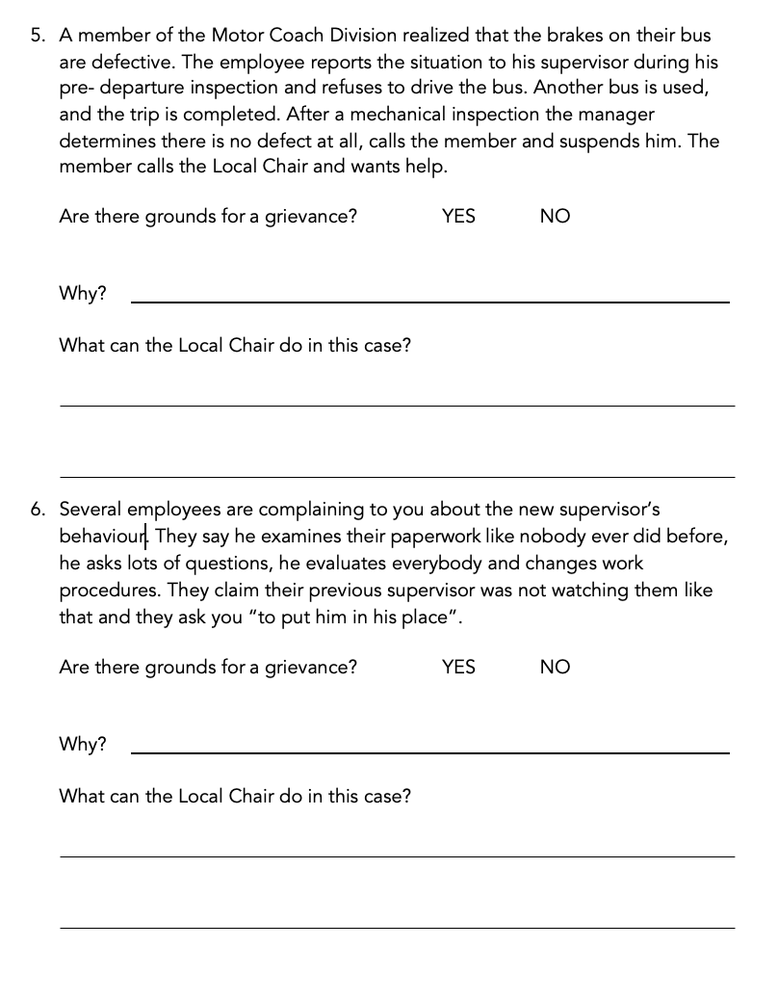 5. A member of the Motor Coach Division realized that the brakes on their bus
are defective. The employee reports the situation to his supervisor during his
pre- departure inspection and refuses to drive the bus. Another bus is used,
and the trip is completed. After a mechanical inspection the manager
determines there is no defect at all, calls the member and suspends him. The
member calls the Local Chair and wants help.
Are there grounds for a grievance? YES NO
Why?
What can the Local Chair do in this case?
6. Several employees are complaining to you about the new supervisor’s
behaviour. They say he examines their paperwork like nobody ever did before,
he asks lots of questions, he evaluates everybody and changes work
procedures. They claim their previous supervisor was not watching them like
that and they ask you “to put him in his place”.
Are there grounds for a grievance? YES NO
Why?
What can the Local Chair do in this case?